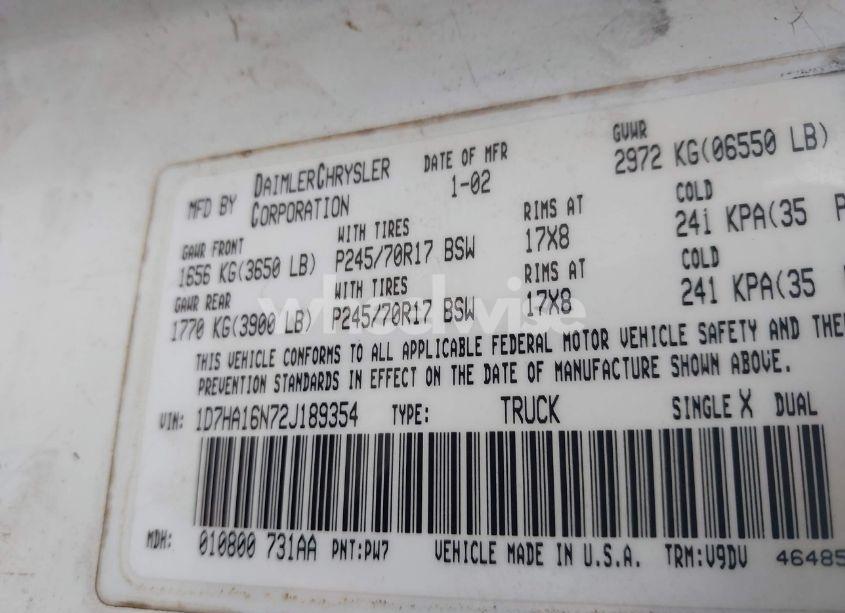 MFD BY DAIMLERCHRYSLER CORPORATION DATE OF MFR 1-02 GVWR 2972 KG(06550 LB)
GAWR FRONT WITH TIRES RIMS AT COLD
1656 KG(3650 LB) P245/70R17 BSW 17X8 241 KPA(35 P
GAWR REAR WITH TIRES RIMS AT COLD
1770 KG(3900 LB) P245/70R17 BSW 17X8 241 KPA(35 P
THIS VEHICLE CONFORMS TO ALL APPLICABLE FEDERAL MOTOR VEHICLE SAFETY AND THE
PREVENTION STANDARDS IN EFFECT ON THE DATE OF MANUFACTURE SHOWN ABOVE.
VIN: 1D7HA16N72J189354 TYPE: TRUCK SINGLE X DUAL
MDH: 010800 731AA PNT:PW7 VEHICLE MADE IN U.S.A. TRM:V9DV 46485
wheelwise